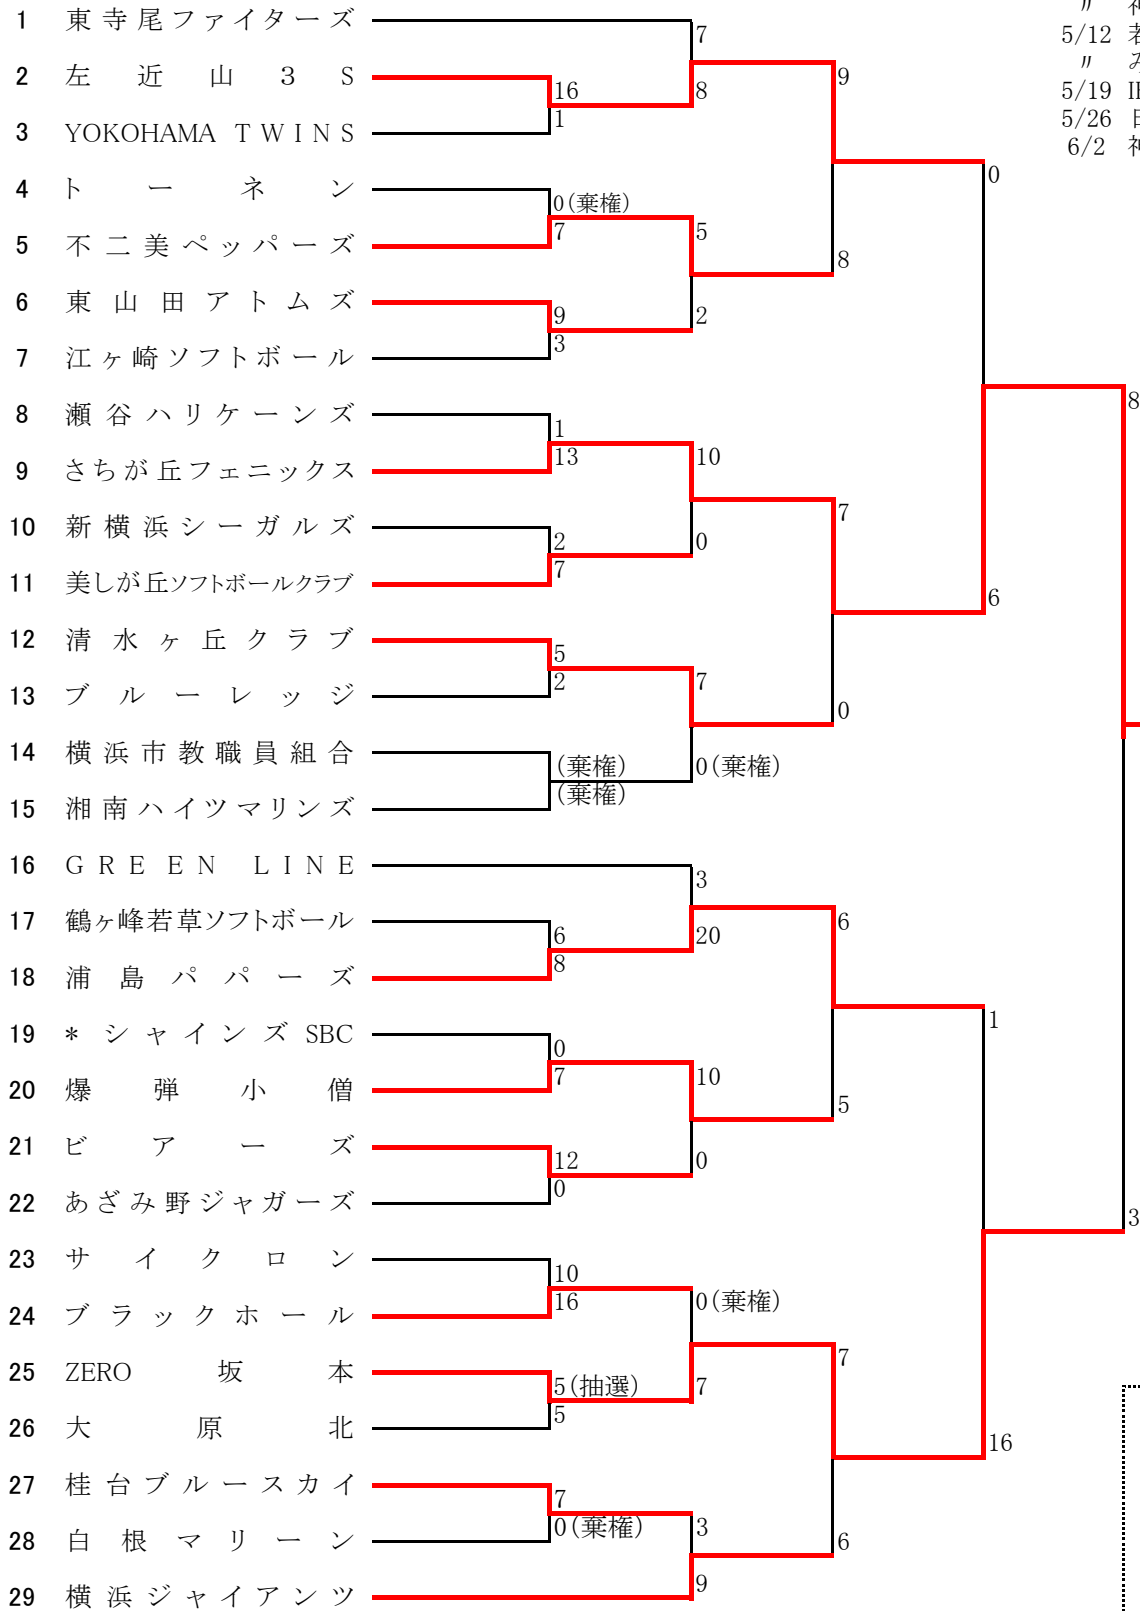 1 東寺尾ファイターズ
7
〃 神
5/12 若
2 左近山3S
16
8
9
〃 み
5/19
3 YOKOHAMA TWINS
1
5/26
6/2 神
4 トーネン
0(棄権)
0
5 不二美ペッパーズ
7
5
8
6 東山田アトムズ
9
2
7 江ヶ崎ソフトボール
3
8 瀬谷ハリケーンズ
1
8
9 さちが丘フェニックス
13
10
7
10 新横浜シーガルズ
2
0
11 美しが丘ソフトボールクラブ
7
6
12 清水ヶ丘クラブ
5
13 ブルーレッジ
2
7
0
14 横浜市教職員組合
(棄権)
0(棄権)
15 湘南ハイツマリンズ
(棄権)
16 GREEN LINE
3
17 鶴ヶ峰若草ソフトボール
6
20
6
18 浦島パパーズ
8
19 *シャインズSBC
0
1
20 爆弾小僧
7
10
5
21 ビアーズ
12
0
22 あざみ野ジャガーズ
0
3
23 サイクロン
10
24 ブラックホール
16
0(棄権)
7
25 ZERO坂本
5(抽選)
7
26 大原北
5
16
27 桂台ブルースカイ
7
28 白根マリーン
0(棄権)
3
6
29 横浜ジャイアンツ
9